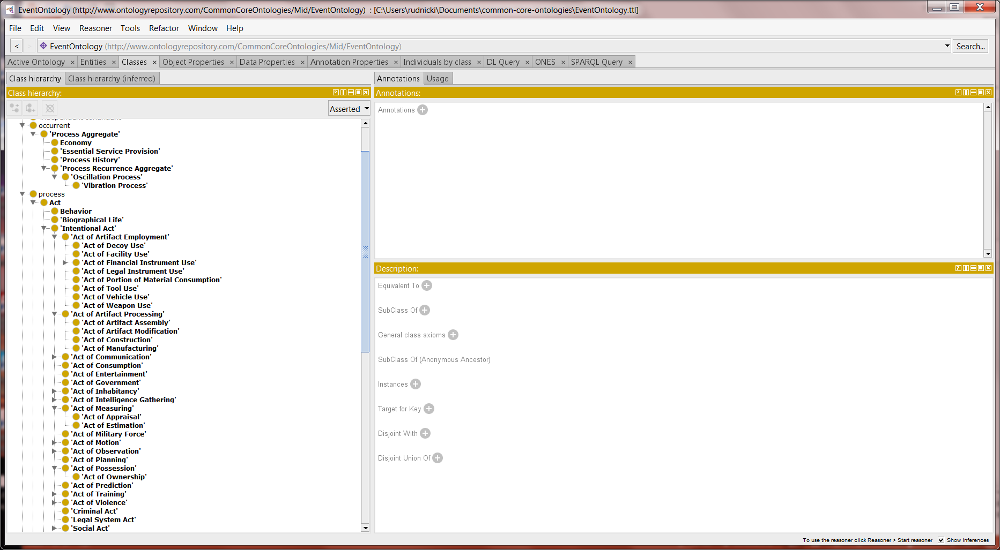 EventOntology (http://www.ontologyrepository.com/CommonCoreOntologies/Mid/EventOntology)  : [C:\Users\rudnicki\Documents\common-core-ontologies\EventOntology.ttl]
File Edit View Reasoner Tools Refactor Window Help
< > EventOntology (http://www.ontologyrepository.com/CommonCoreOntologies/Mid/EventOntology) Search...
Active Ontology × Entities × Classes × Object Properties × Data Properties × Annotation Properties × Individuals by class × DL Query × ONES × SPARQL Query ×
Class hierarchy Class hierarchy (inferred)
Class hierarchy:
Asserted
occurrent
'Process Aggregate'
Economy
'Essential Service Provision'
'Process History'
'Process Recurrence Aggregate'
'Oscillation Process'
'Vibration Process'
process
Act
Behavior
'Biographical Life'
'Intentional Act'
'Act of Artifact Employment'
'Act of Decoy Use'
'Act of Facility Use'
'Act of Financial Instrument Use'
'Act of Legal Instrument Use'
'Act of Portion of Material Consumption'
'Act of Tool Use'
'Act of Vehicle Use'
'Act of Weapon Use'
'Act of Artifact Processing'
'Act of Artifact Assembly'
'Act of Artifact Modification'
'Act of Construction'
'Act of Manufacturing'
'Act of Communication'
'Act of Consumption'
'Act of Entertainment'
'Act of Government'
'Act of Inhabitancy'
'Act of Intelligence Gathering'
'Act of Measuring'
'Act of Appraisal'
'Act of Estimation'
'Act of Military Force'
'Act of Motion'
'Act of Observation'
'Act of Planning'
'Act of Possession'
'Act of Ownership'
'Act of Prediction'
'Act of Training'
'Act of Violence'
'Criminal Act'
'Legal System Act'
'Social Act'
Annotations Usage
Annotations:
Annotations
Description:
Equivalent To
SubClass Of
General class axioms
SubClass Of (Anonymous Ancestor)
Instances
Target for Key
Disjoint With
Disjoint Union Of
To use the reasoner click Reasoner > Start reasoner Show Inferences